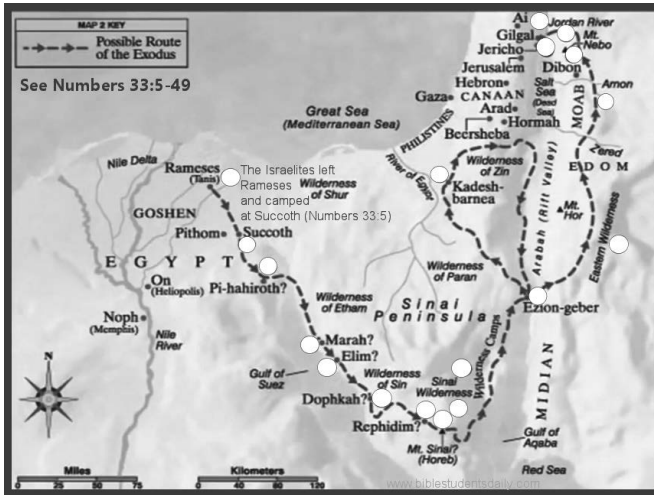 MAP 2 KEY
Possible Route
of the Exodus
See Numbers 33:5-49
Great Sea
(Mediterranean Sea)
Ai
Jordan River
Gilgal
Mt.
Nebo
Jericho
Jerusalem
Dibon
Hebron
Salt
Sea
(Dead
Sea)
Arnon
Gaza
CANAAN
MOAB
Arad
Hormah
PHILISTINES
Beersheba
Zered
Nile Delta
Rameses
(Tanis)
The Israelites left
Rameses
and camped
at Succoth (Numbers 33:5)
Wilderness
of Shur
River of Egypt
Wilderness
of Zin
EDOM
Kadesh-
barnea
GOSHEN
Arabah (Rift Valley)
Mt.
Hor
Pithom
Succoth
Eastern Wilderness
EGYPT
On
(Heliopolis)
Pi-hahiroth?
Wilderness
of Paran
Wilderness
of Etham
Sinai
Peninsula
Ezion-geber
Noph
(Memphis)
Nile
River
Marah?
Elim?
Wilderness Camps
N
Gulf of
Suez
Wilderness
of Sin
Sinai
Wilderness
MIDIAN
Dophkah?
Rephidim?
Mt. Sinai?
(Horeb)
Gulf of
Aqaba
Red Sea
Miles
0 25 50 75
Kilometers
0 40 80 120
www.biblestudentsdaily.com